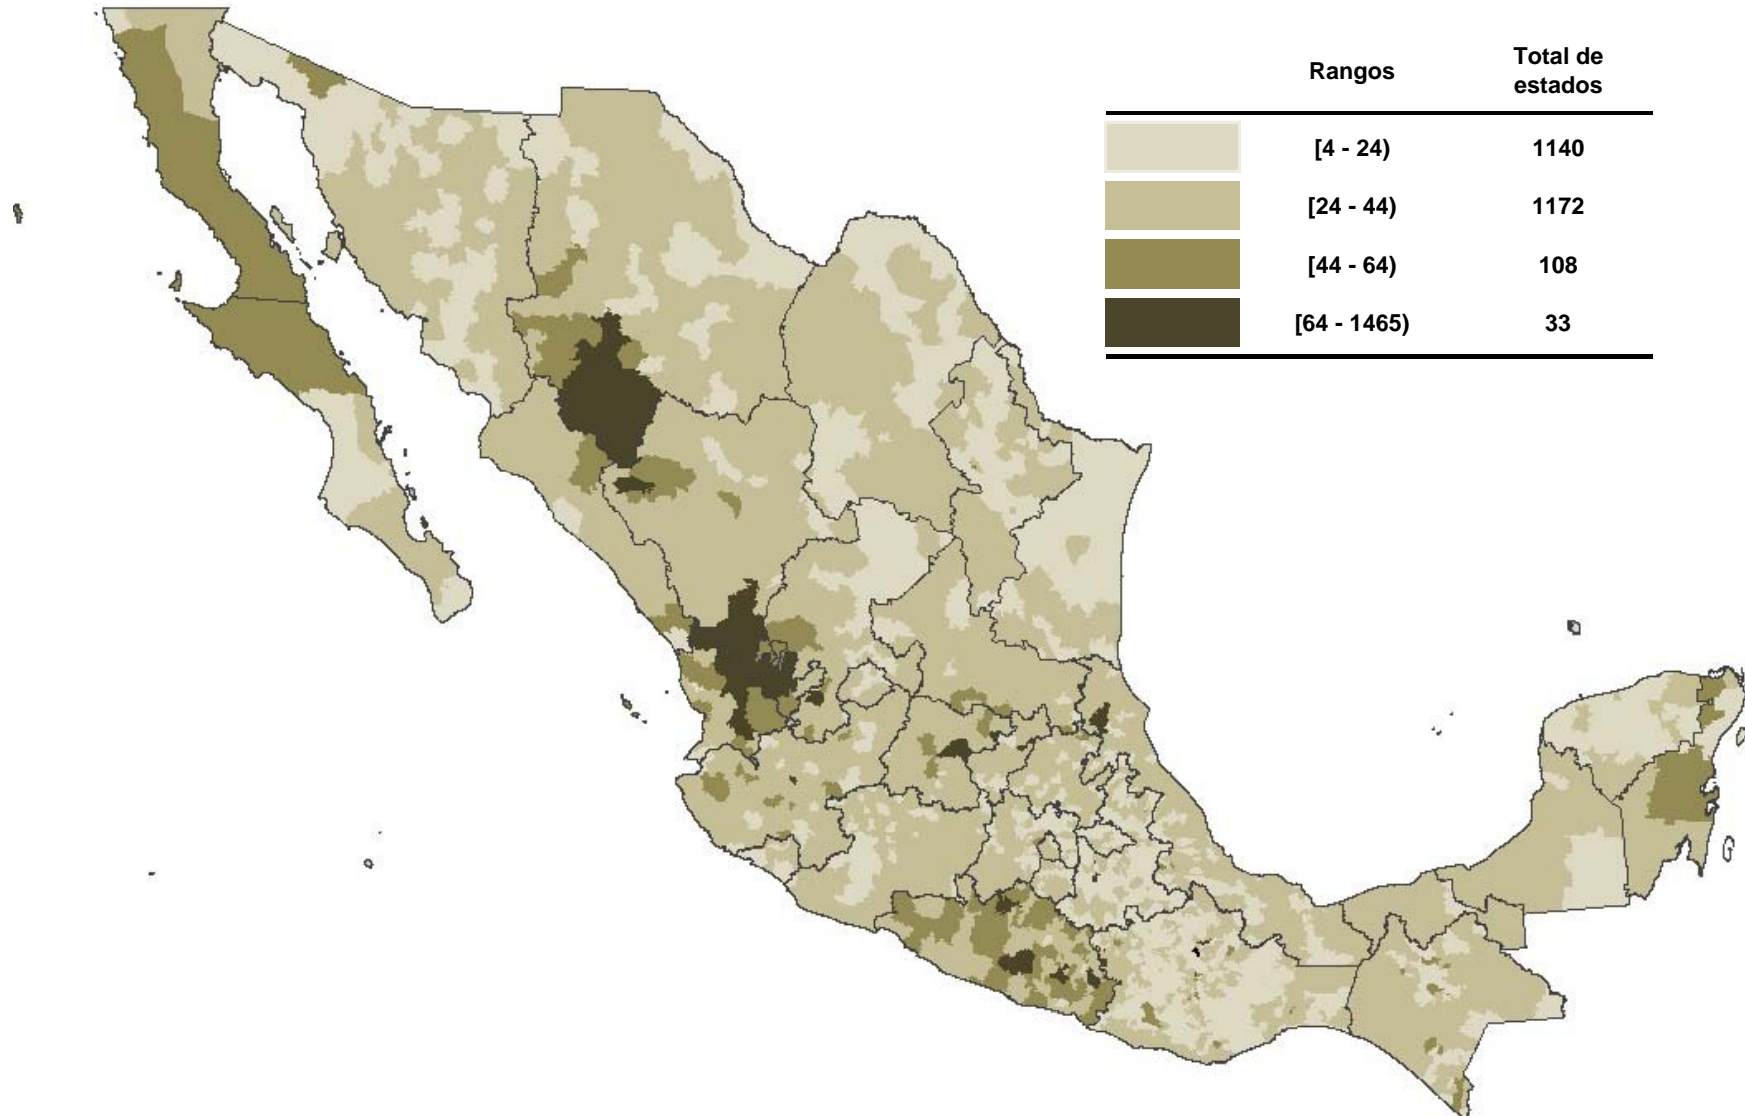 Rangos
Total de
estados
[4 - 24) 1140
[24 - 44) 1172
[44 - 64) 108
[64 - 1465) 33